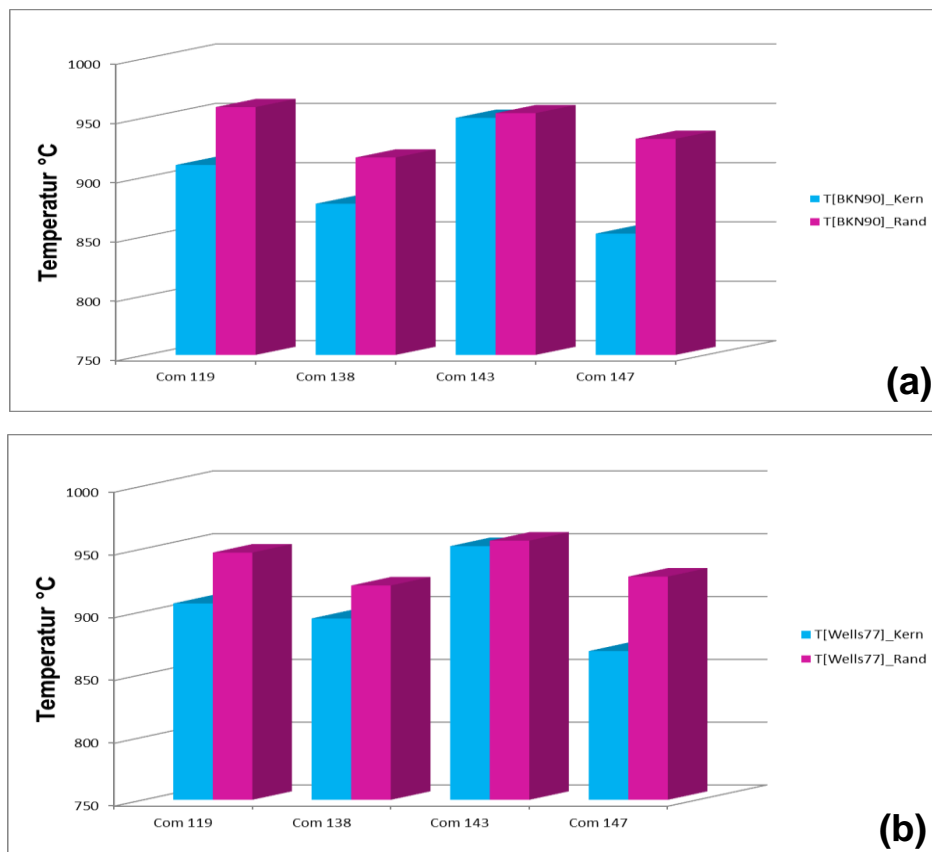 1000
950
900
850
800
750
Temperatur °C
Com 119 Com 138 Com 143 Com 147
T[BKN90]_Kern
T[BKN90]_Rand
(a)
1000
950
900
850
800
750
Temperatur °C
Com 119 Com 138 Com 143 Com 147
T[Wells77]_Kern
T[Wells77]_Rand
(b)